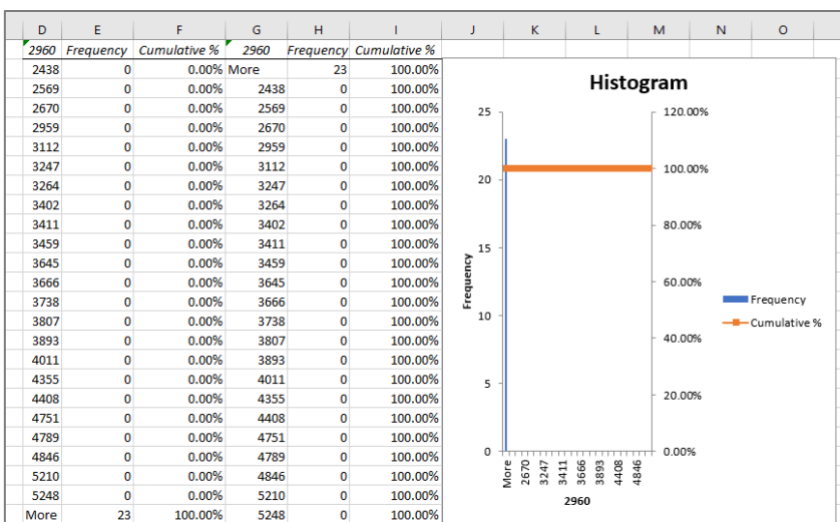 D E F G H I J K L M N O
2960 Frequency Cumulative % 2960 Frequency Cumulative %
2438 0 0.00% More 23 100.00%
2569 0 0.00% 2438 0 100.00%
2670 0 0.00% 2569 0 100.00%
2959 0 0.00% 2670 0 100.00%
3112 0 0.00% 2959 0 100.00%
3247 0 0.00% 3112 0 100.00%
3264 0 0.00% 3247 0 100.00%
3402 0 0.00% 3264 0 100.00%
3411 0 0.00% 3402 0 100.00%
3459 0 0.00% 3411 0 100.00%
3645 0 0.00% 3459 0 100.00%
3666 0 0.00% 3645 0 100.00%
3738 0 0.00% 3666 0 100.00%
3807 0 0.00% 3738 0 100.00%
3893 0 0.00% 3807 0 100.00%
4011 0 0.00% 3893 0 100.00%
4355 0 0.00% 4011 0 100.00%
4408 0 0.00% 4355 0 100.00%
4751 0 0.00% 4408 0 100.00%
4789 0 0.00% 4751 0 100.00%
4846 0 0.00% 4789 0 100.00%
5210 0 0.00% 4846 0 100.00%
5248 0 0.00% 5210 0 100.00%
More 23 100.00% 5248 0 100.00%
Histogram
25 120.00%
20 100.00%
15 80.00%
10 60.00%
5 40.00%
0 20.00%
0.00%
Frequency
More 2670 3247 3411 3666 3893 4408 4846
2960
Frequency
Cumulative %